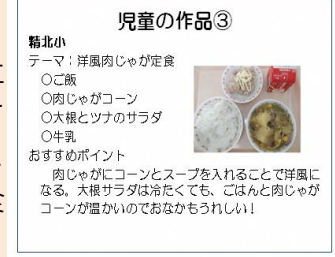 児童の作品③
精北小
テーマ：洋風肉じゃが定食
○ご飯
○肉じゃがコーン
○大根とツナのサラダ
○牛乳
おすすめポイント
肉じゃがにコーンとスープを入れることで洋風に
なる。大根サラダは冷たくても、ごはんと肉じゃが
コーンが温かいのでおなかもうれしい！